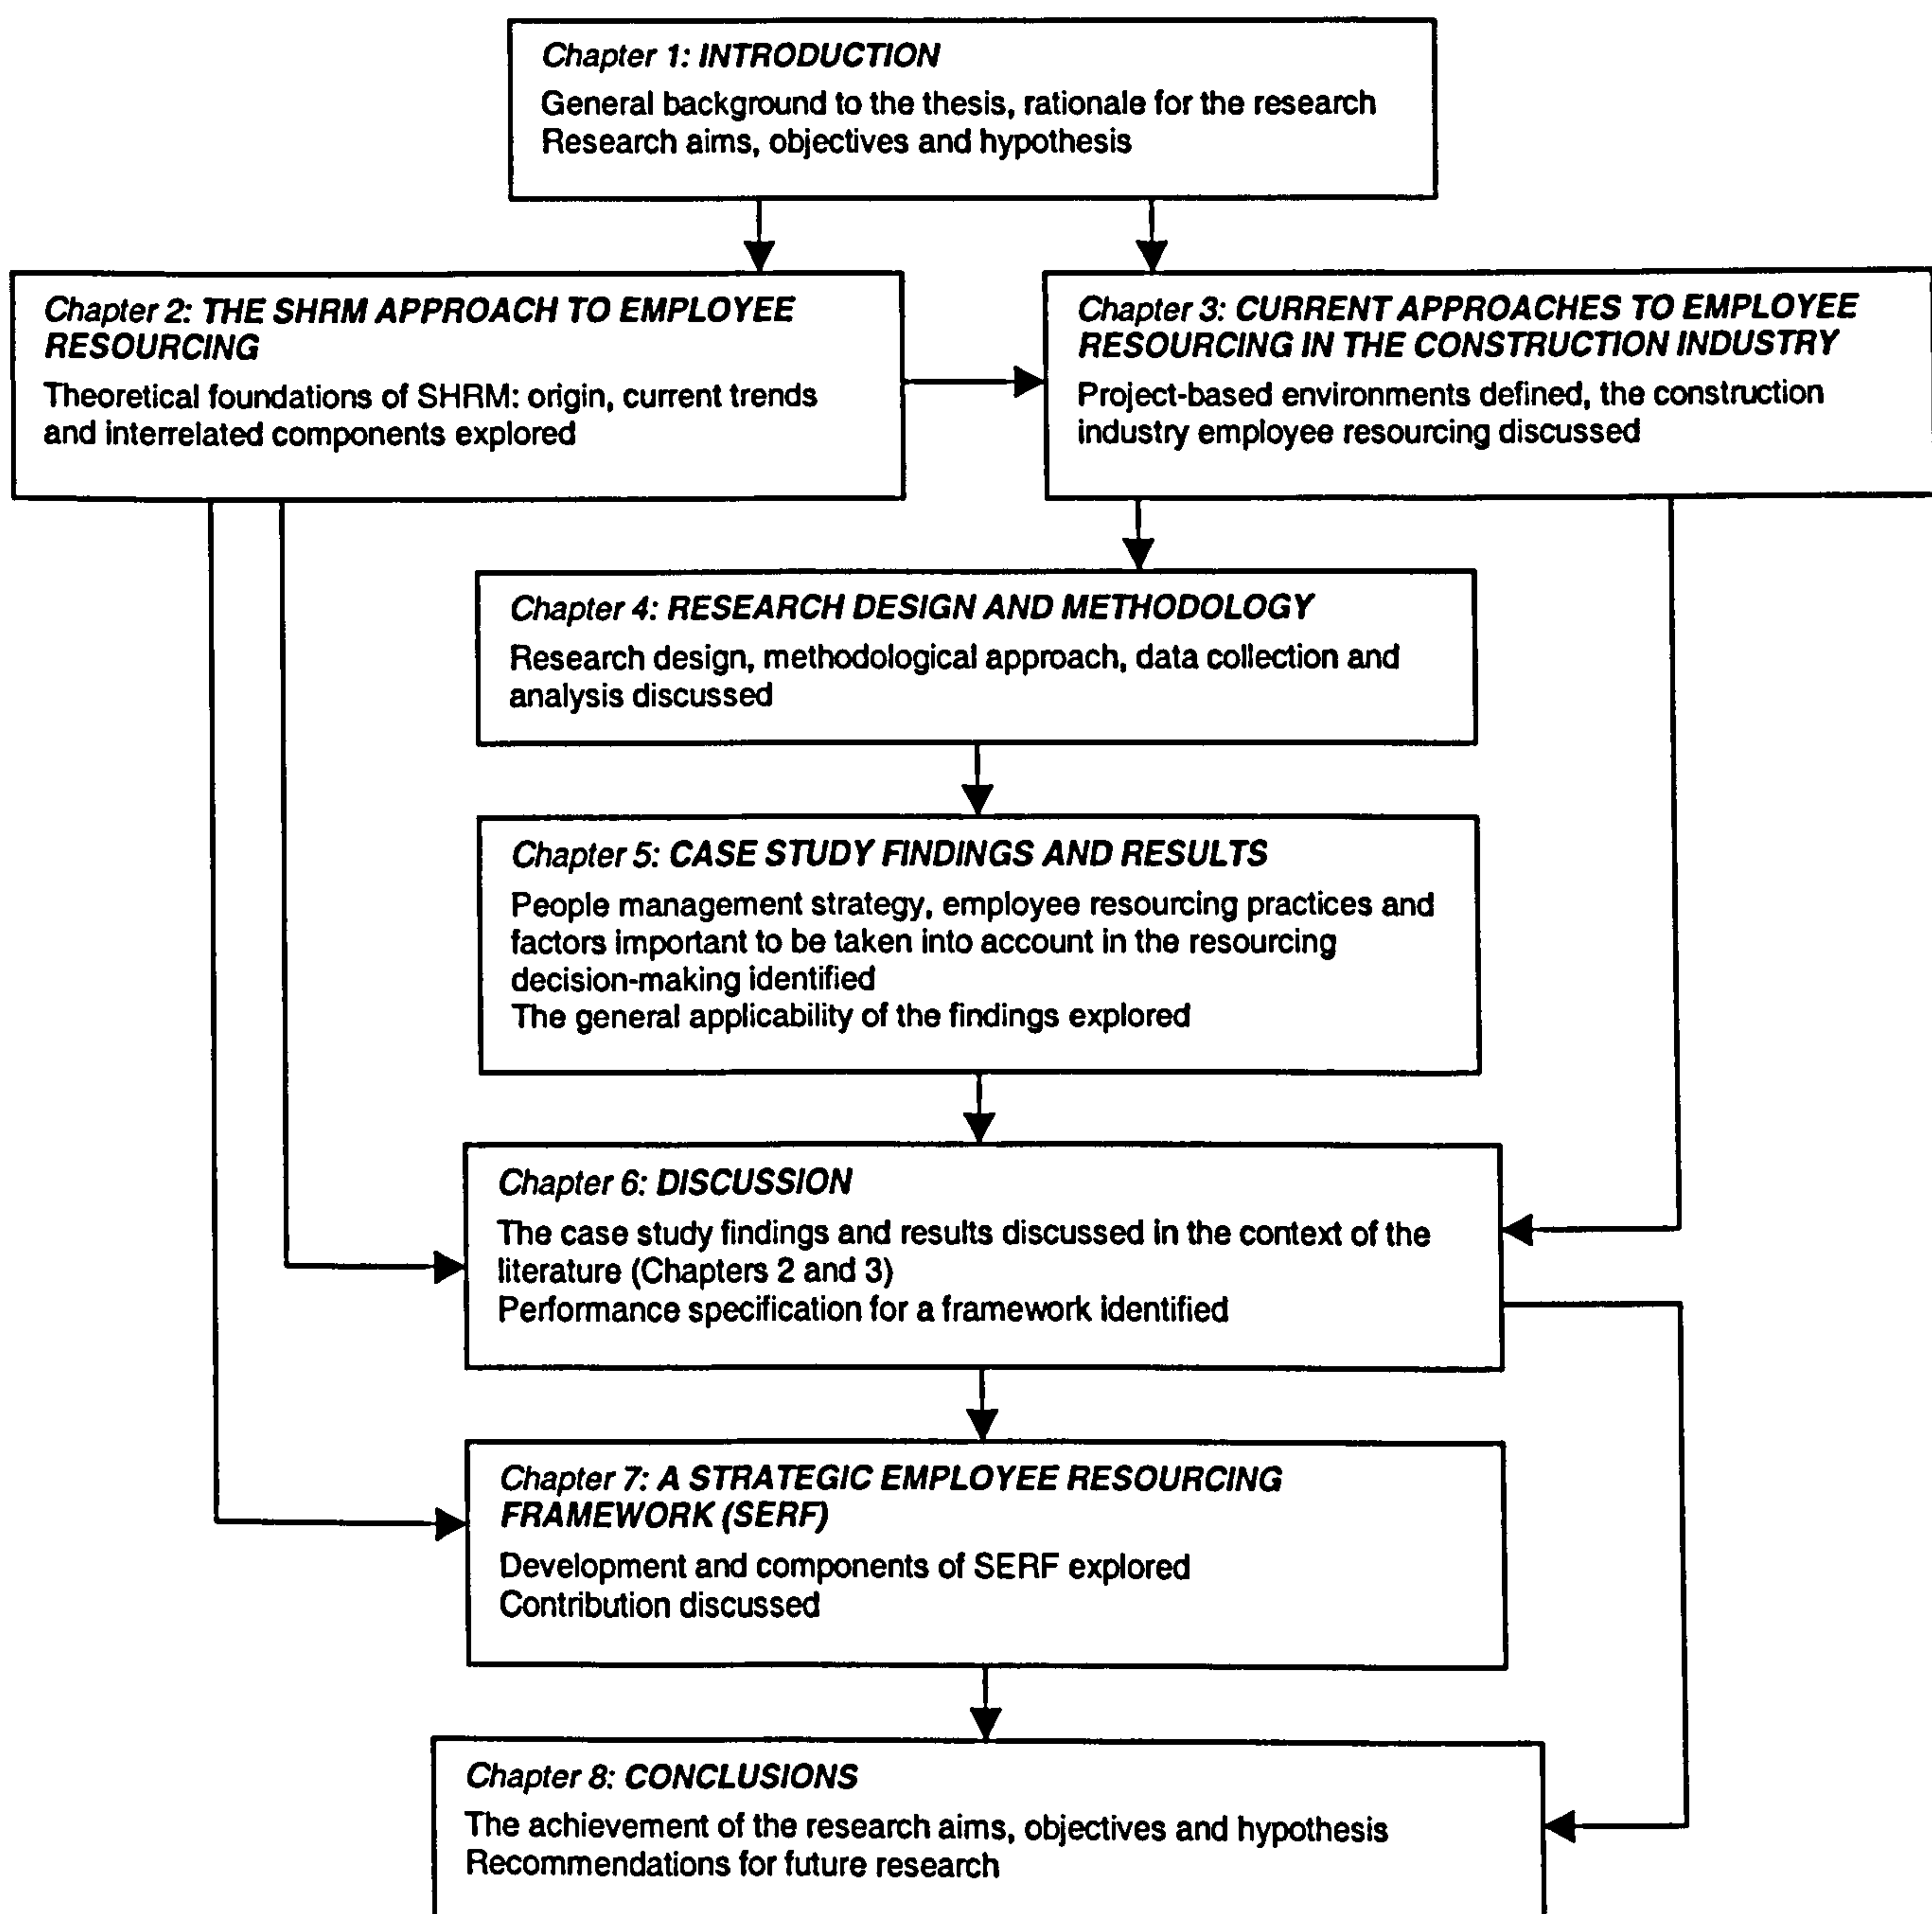 Chapter 1: INTRODUCTION
General background to the thesis, rationale for the research
Research aims, objectives and hypothesis
Chapter 2: THE SHRM APPROACH TO EMPLOYEE
RESOURCING
Theoretical foundations of SHRM: origin, current trends
and interrelated components explored
Chapter 3: CURRENT APPROACHES TO EMPLOYEE
RESOURCING IN THE CONSTRUCTION INDUSTRY
Project-based environments defined, the construction
industry employee resourcing discussed
Chapter 4: RESEARCH DESIGN AND METHODOLOGY
Research design, methodological approach, data collection and
analysis discussed
Chapter 5: CASE STUDY FINDINGS AND RESULTS
People management strategy, employee resourcing practices and
factors important to be taken into account in the resourcing
decision-making identified
The general applicability of the findings explored
Chapter 6: DISCUSSION
The case study findings and results discussed in the context of the
literature (Chapters 2 and 3)
Performance specification for a framework identified
Chapter 7: A STRATEGIC EMPLOYEE RESOURCING
FRAMEWORK (SERF)
Development and components of SERF explored
Contribution discussed
Chapter 8: CONCLUSIONS
The achievement of the research aims, objectives and hypothesis
Recommendations for future research